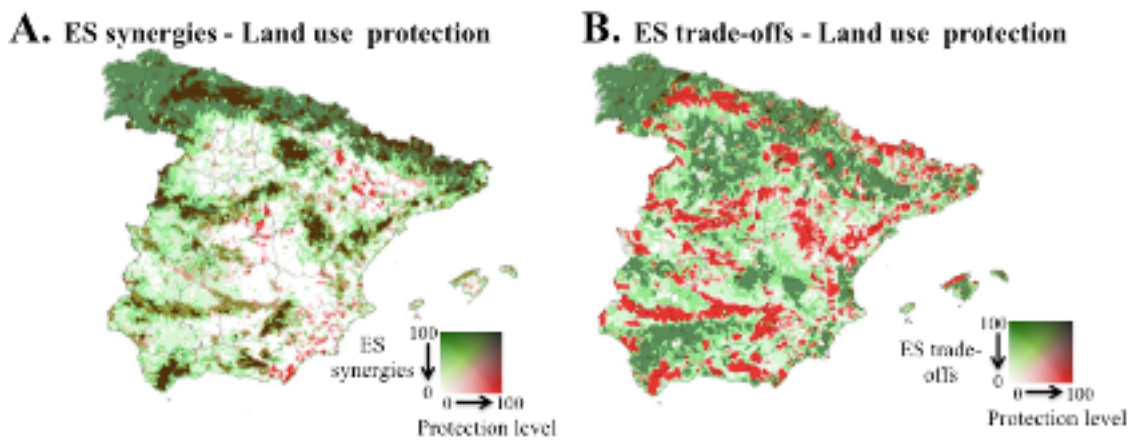 A. ES synergies - Land use protection
100
ES
synergies
0
0
100
Protection level
B. ES trade-offs - Land use protection
100
ES trade-
offs
0
0
100
Protection level